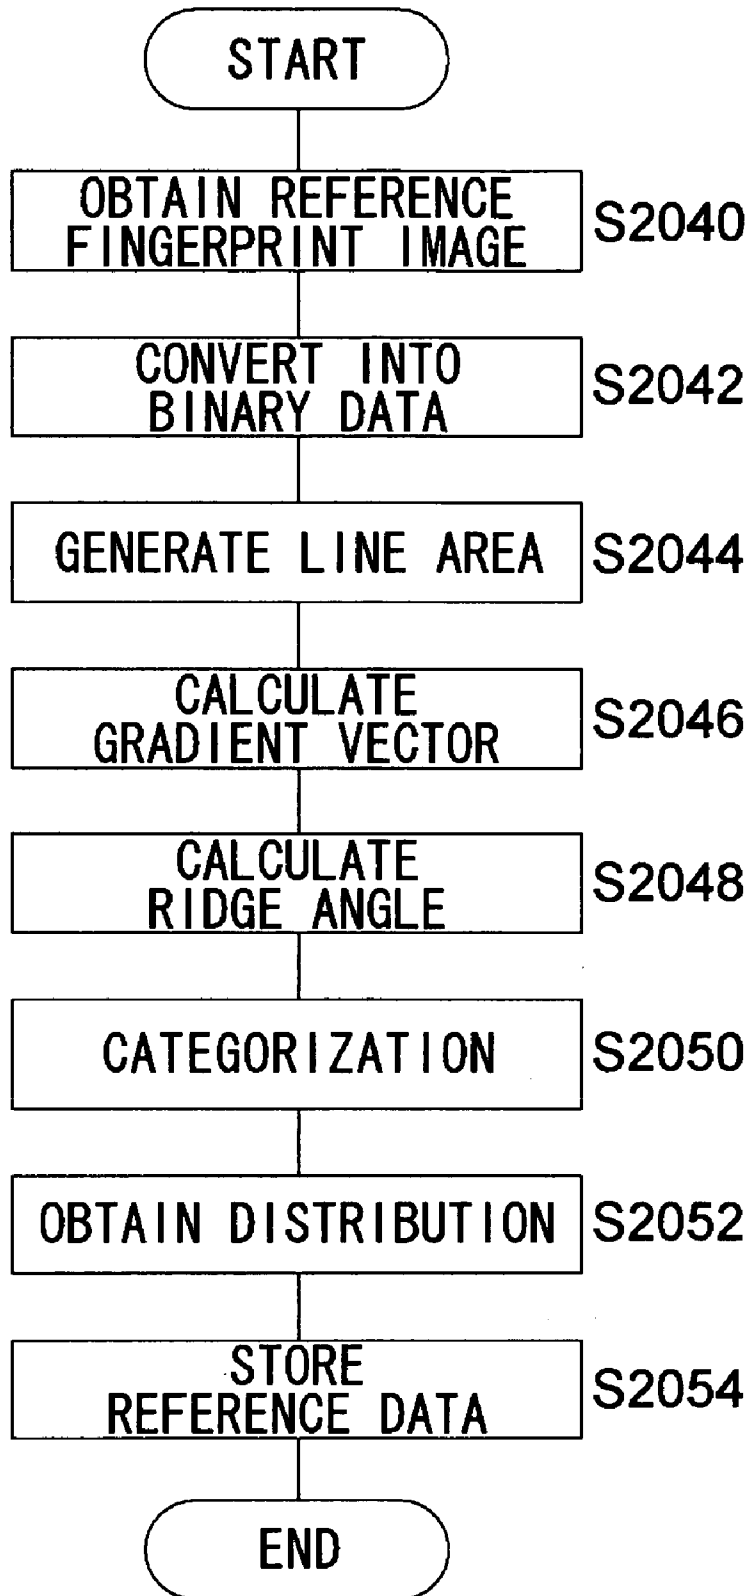 START
OBTAIN REFERENCE
FINGERPRINT IMAGE
S2040
CONVERT INTO
BINARY DATA
S2042
GENERATE LINE AREA
S2044
CALCULATE
GRADIENT VECTOR
S2046
CALCULATE
RIDGE ANGLE
S2048
CATEGORIZATION
S2050
OBTAIN DISTRIBUTION
S2052
STORE
REFERENCE DATA
S2054
END